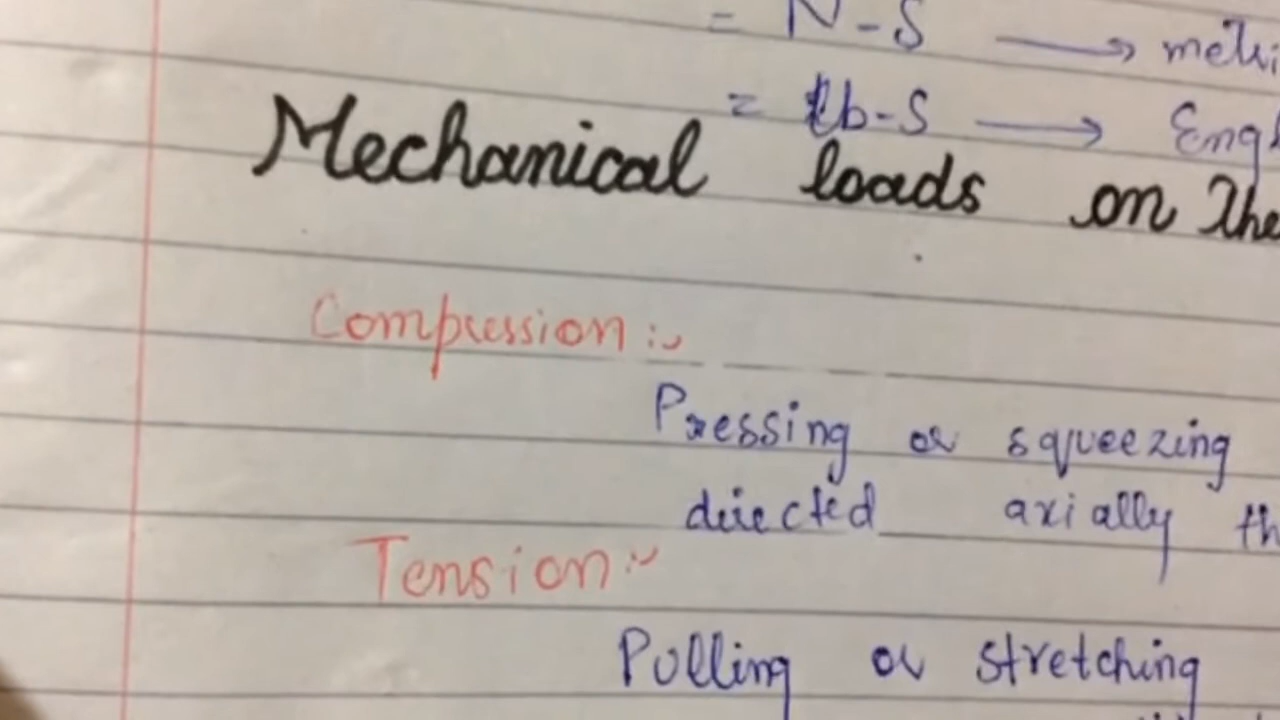 = N-S → metri
= lb-S → Engl
Mechanical loads on The
Compression :-
Pressing or squeezing
directed axially th
Tension :-
Pulling or stretching